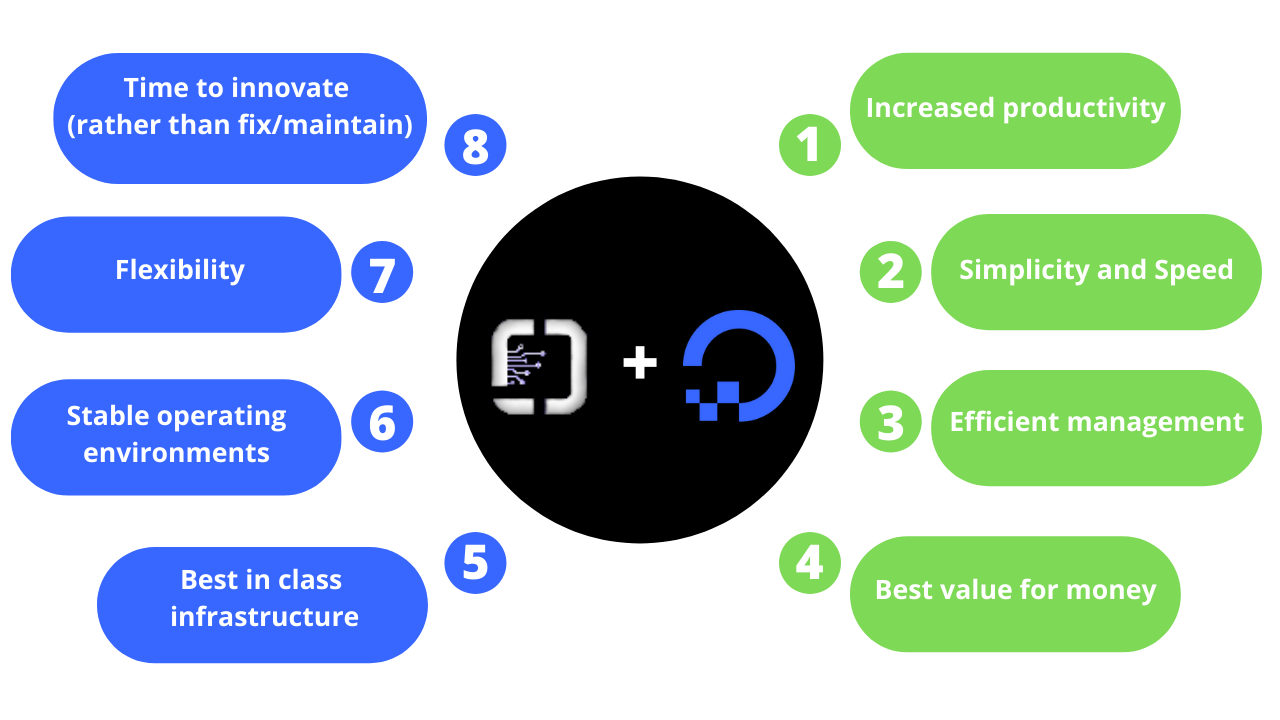 Time to innovate
(rather than fix/maintain)
8
1
Increased productivity
Flexibility
7
2
Simplicity and Speed
Stable operating
environments
6
3
Efficient management
+
Best in class
infrastructure
5
4
Best value for money